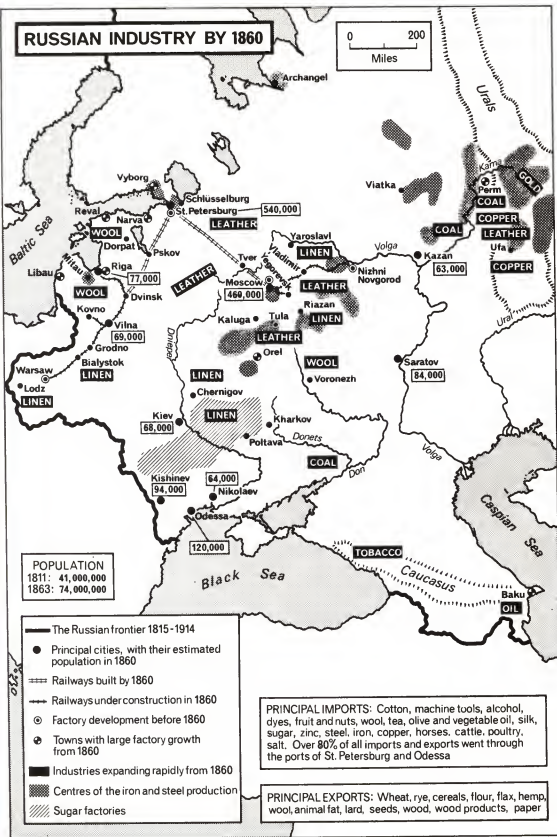 RUSSIAN INDUSTRY BY 1860
0 200
Miles
Archangel
Urals
Vyborg
Schlüsselburg
St. Petersburg
540,000
LEATHER
Reval
Narva
WOOL
Dorpat
Pskov
Baltic Sea
Viatka
Kama
GOLD
Perm
COAL
COPPER
LEATHER
Ufa
COPPER
COAL
Yaroslavl
LINEN
Volga
Kazan
63,000
Tver
Vladimir
Nizhni
Novgorod
LEATHER
LEATHER
Moscow
460,000
Libau
Mitau
Riga
77,000
WOOL
Dvinsk
Kovno
Vilna
69,000
Grodno
Bialystok
LINEN
Warsaw
Lodz
LINEN
Kaluga
Tula
Riazan
LINEN
LEATHER
Orel
WOOL
Voronezh
Saratov
84,000
Ural
Dnieper
LINEN
Chernigov
LINEN
Kiev
68,000
Kharkov
Poltava
Donets
COAL
Don
Volga
Kishinev
94,000
64,000
Nikolaev
Odessa
120,000
Caspian
Sea
TOBACCO
Caucasus
Black Sea
Baku
OIL
POPULATION
1811: 41,000,000
1863: 74,000,000
The Russian frontier 1815-1914
Principal cities, with their estimated
population in 1860
Railways built by 1860
Railways under construction in 1860
Factory development before 1860
Towns with large factory growth
from 1860
Industries expanding rapidly from 1860
Centres of the iron and steel production
Sugar factories
PRINCIPAL IMPORTS: Cotton, machine tools, alcohol,
dyes, fruit and nuts, wool, tea, olive and vegetable oil, silk,
sugar, zinc, steel, iron, copper, horses, cattle, poultry,
salt. Over 80% of all imports and exports went through
the ports of St. Petersburg and Odessa
PRINCIPAL EXPORTS: Wheat, rye, cereals, flour, flax, hemp,
wool, animal fat, lard, seeds, wood, wood products, paper